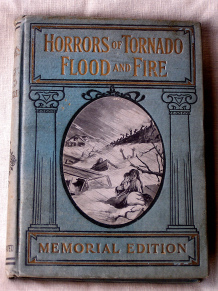 HORRORS OF TORNADO
FLOOD AND FIRE
MEMORIAL EDITION